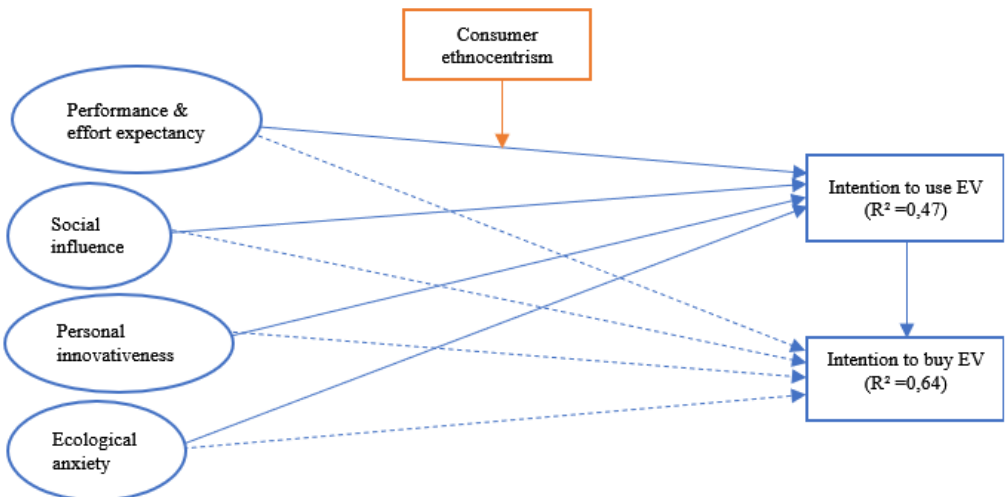 Consumer
ethnocentrism
Performance &
effort expectancy
Social
influence
Personal
innovativeness
Ecological
anxiety
Intention to use EV
(R² =0,47)
Intention to buy EV
(R² =0,64)